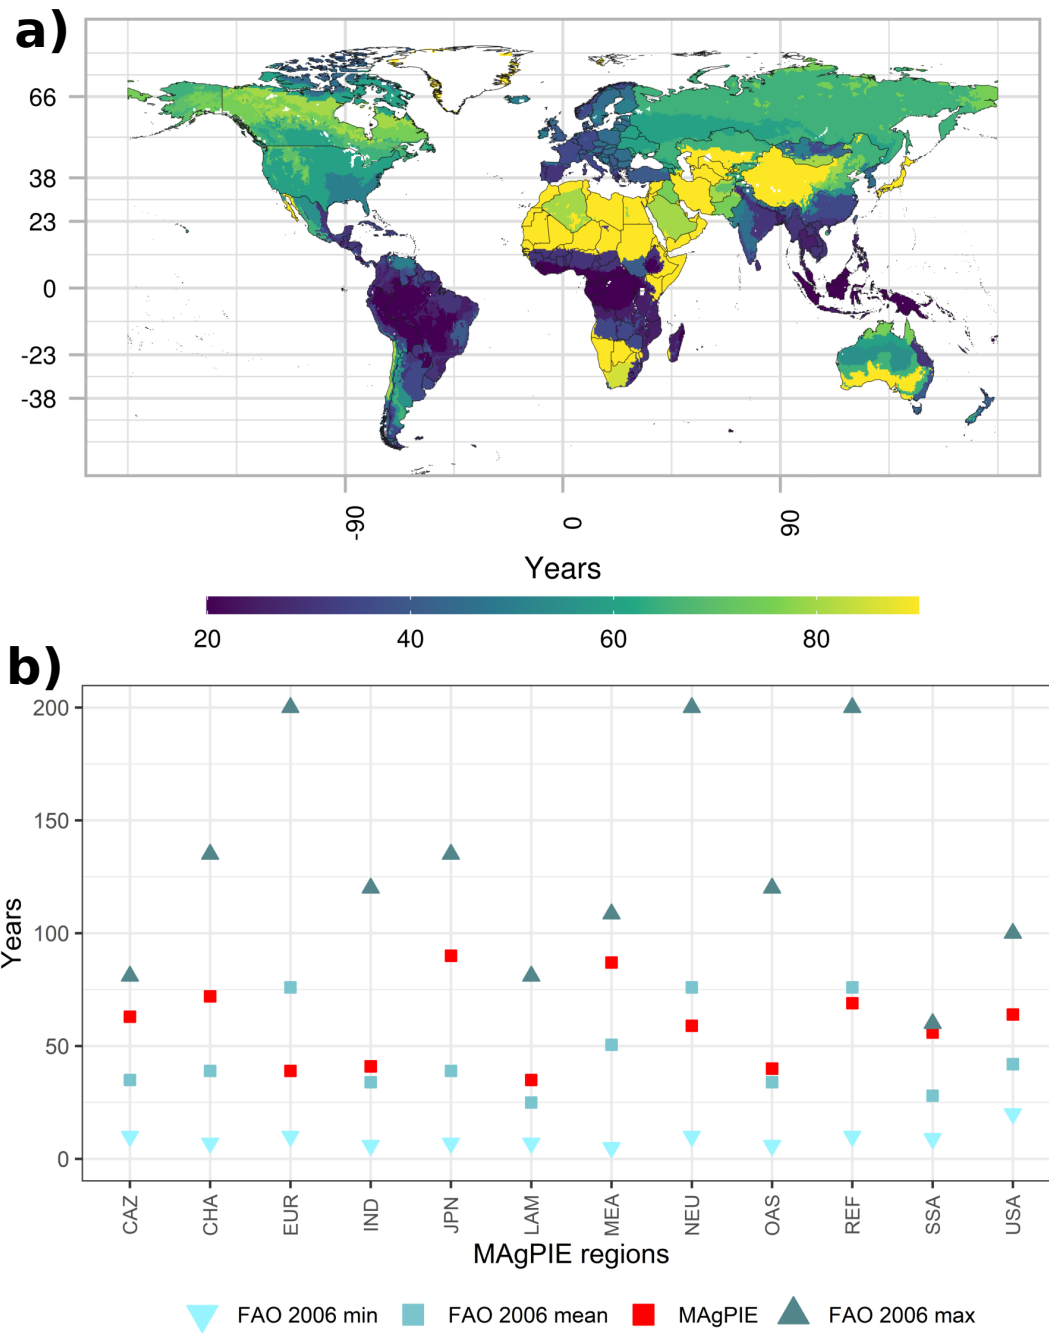 a)
66
38
23
0
-23
-38
-90
0
90
Years
20
40
60
80
b)
200
150
100
50
0
Years
CAZ
CHA
EUR
IND
JPN
LAM
MEA
NEU
OAS
REF
SSA
USA
MAgPIE regions
FAO 2006 min
FAO 2006 mean
MAgPIE
FAO 2006 max